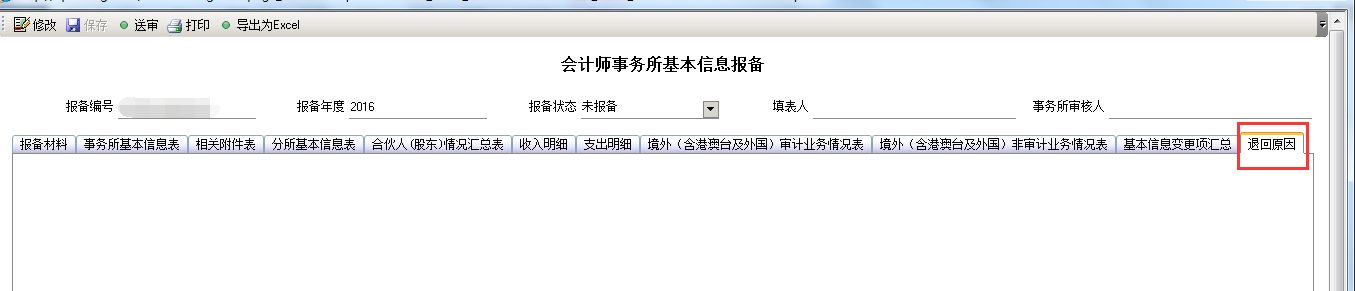 修改 保存 送审 打印 导出为Excel
会计师事务所基本信息报备
报备编号 报备年度 2016 报备状态 未报备 填表人 事务所审核人
报备材料 事务所基本信息表 相关附件表 分所基本信息表 合伙人(股东)情况汇总表 收入明细 支出明细 境外（含港澳台及外国）审计业务情况表 境外（含港澳台及外国）非审计业务情况表 基本信息变更项汇总 退回原因